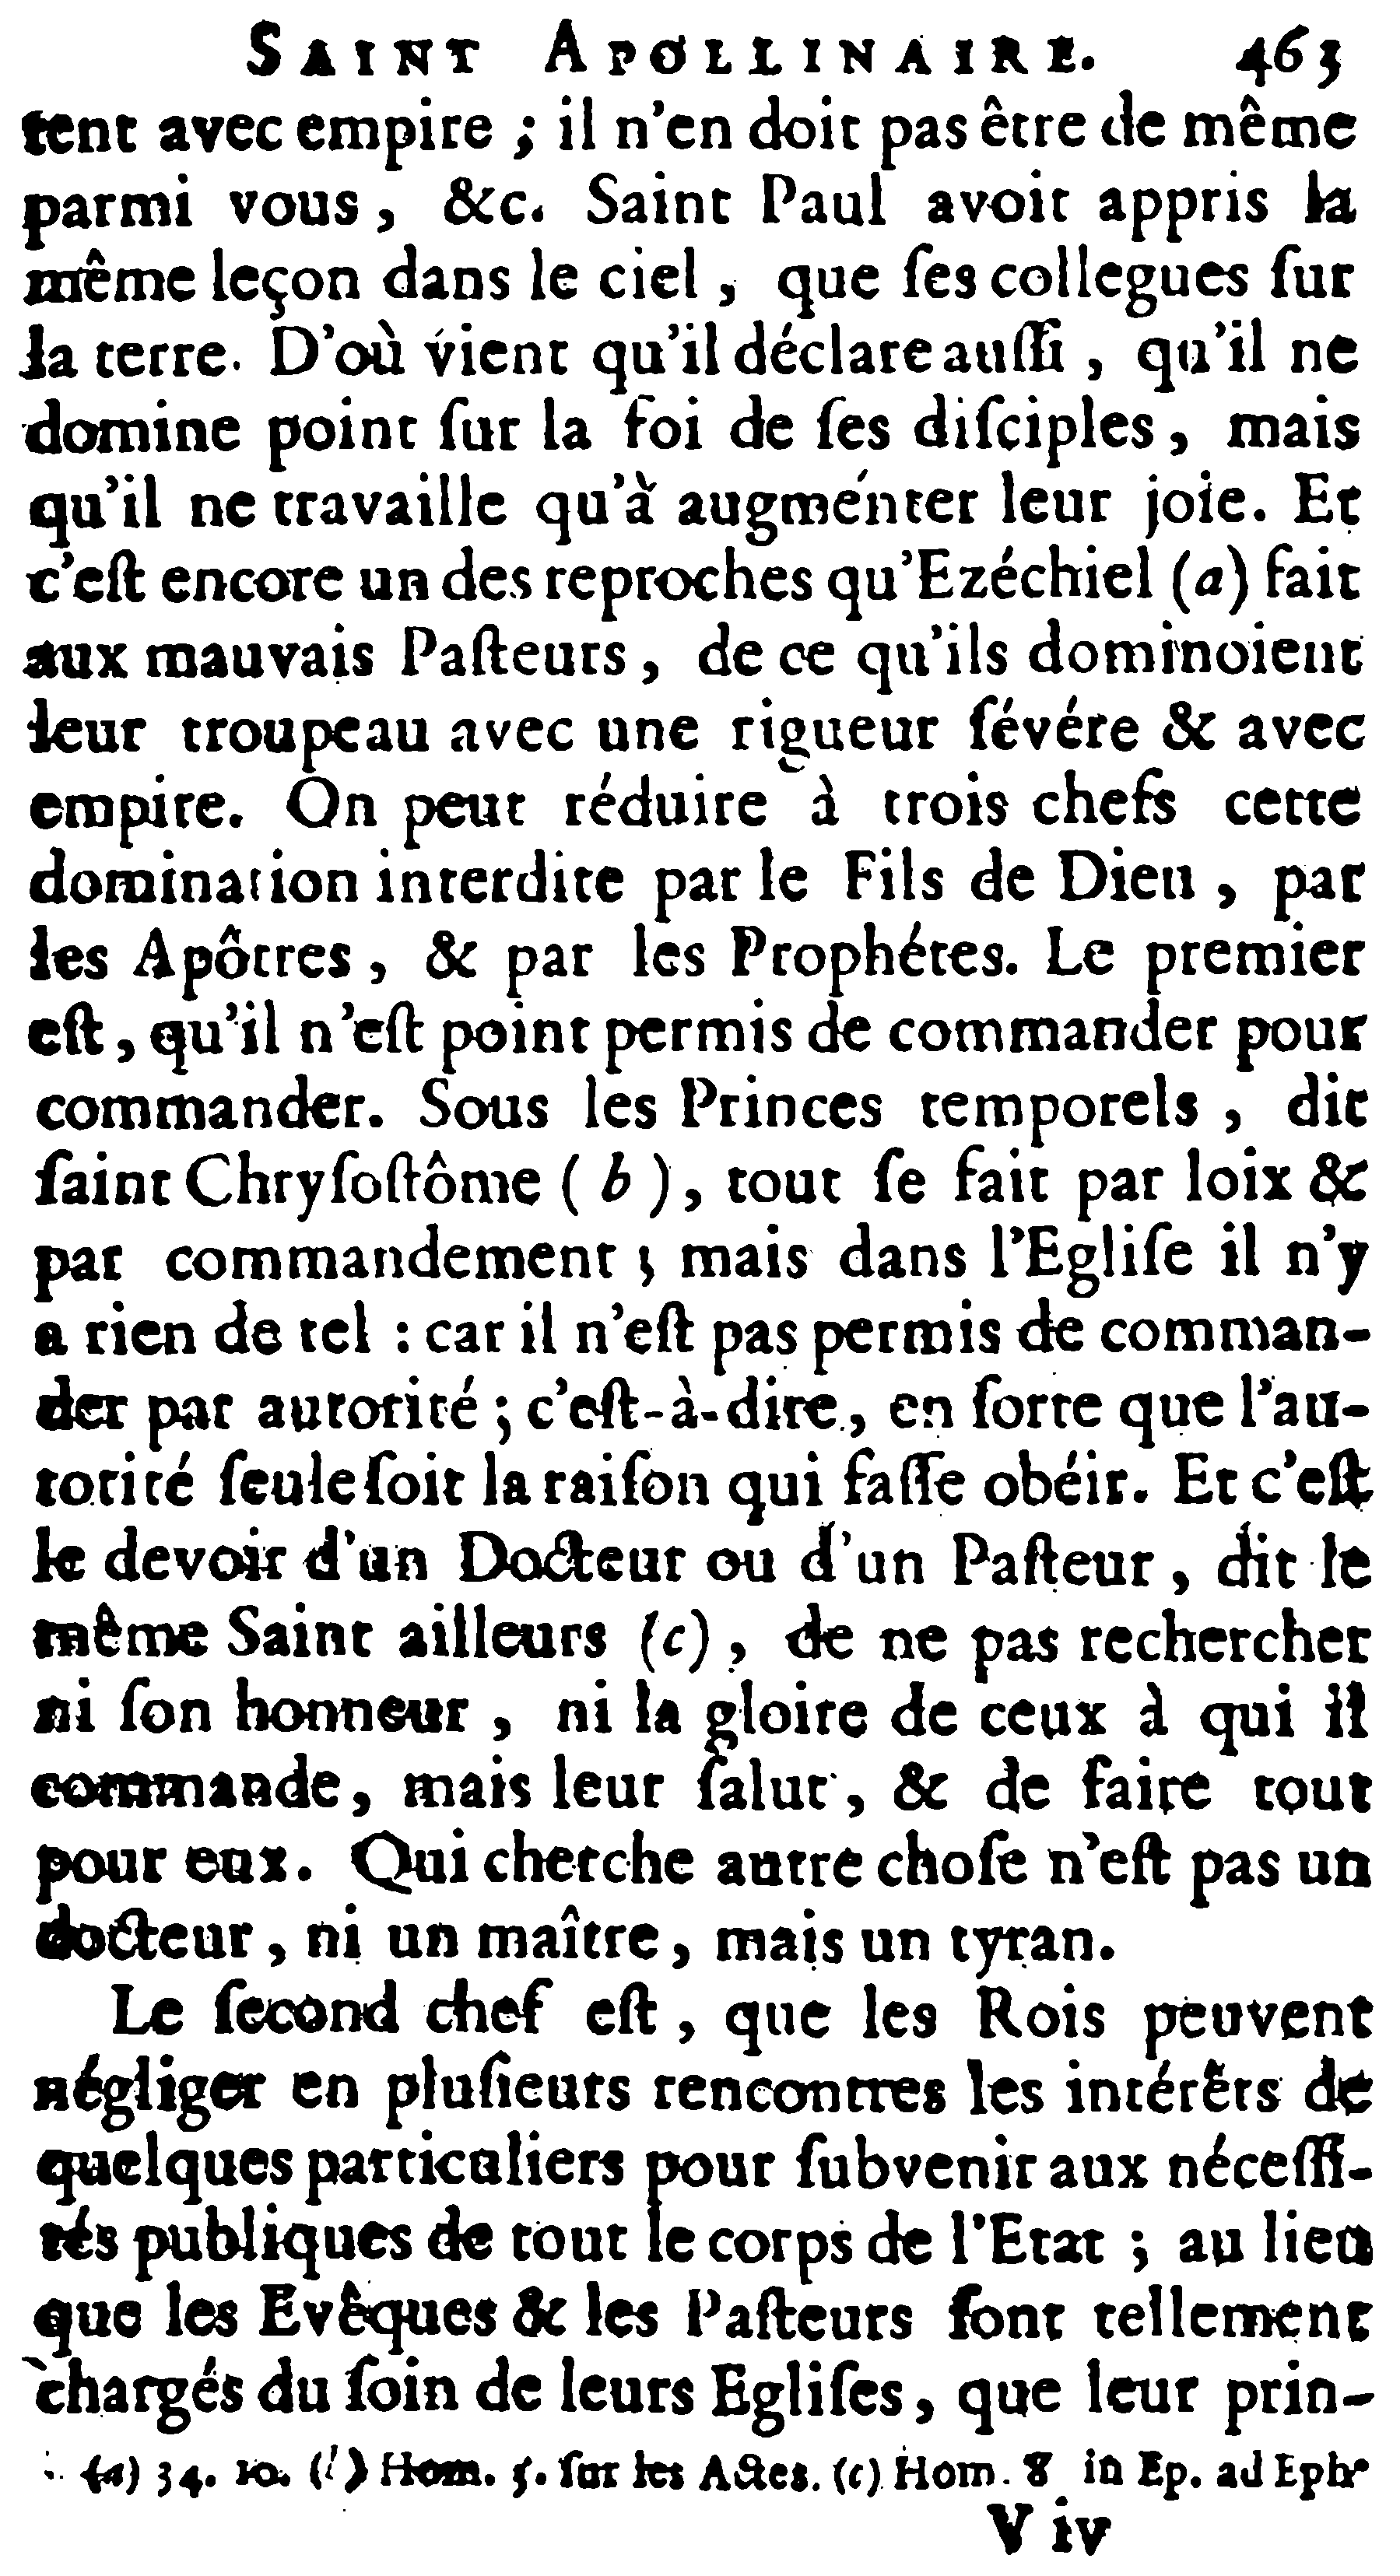 SAINT APOLLINAIRE. 463
tent avec empire ; il n'en doit pas être de même
parmi vous, &c. Saint Paul avoit appris la
même leçon dans le ciel, que ſes collegues ſur
la terre. D'où vient qu'il déclare auſſi, qu'il ne
domine point ſur la foi de ſes diſciples, mais
qu'il ne travaille qu'à augmenter leur joie. Et
c'eſt encore un des reproches qu'Ezéchiel (a) fait
aux mauvais Paſteurs, de ce qu'ils dominoient
leur troupeau avec une rigueur ſévére & avec
empire. On peut réduire à trois chefs cette
domination interdite par le Fils de Dieu, par
les Apôtres, & par les Prophétes. Le premier
eſt, qu'il n'eſt point permis de commander pour
commander. Sous les Princes temporels, dit
ſaint Chryſoſtôme (b), tout ſe fait par loix &
par commandement ; mais dans l'Egliſe il n'y
a rien de tel : car il n'eſt pas permis de comman-
der par autorité ; c'eſt-à-dire, en ſorte que l'au-
torité ſeule ſoit la raiſon qui faſſe obéir. Et c'eſt
le devoir d'un Docteur ou d'un Paſteur, dit le
même Saint ailleurs (c), de ne pas rechercher
ni ſon honneur, ni la gloire de ceux à qui il
commande, mais leur ſalut, & de faire tout
pour eux. Qui cherche autre choſe n'eſt pas un
docteur, ni un maître, mais un tyran.
Le ſecond chef eſt, que les Rois peuvent
négliger en pluſieurs rencontres les intérêts de
quelques particuliers pour ſubvenir aux néceſſi-
tés publiques de tout le corps de l'Etat ; au lieu
que les Evêques & les Paſteurs ſont tellement
chargés du ſoin de leurs Egliſes, que leur prin-
(a) 34. 10. (b) Hom. 5. ſur les Actes. (c) Hom. 8 in Ep. ad Eph.
V iv